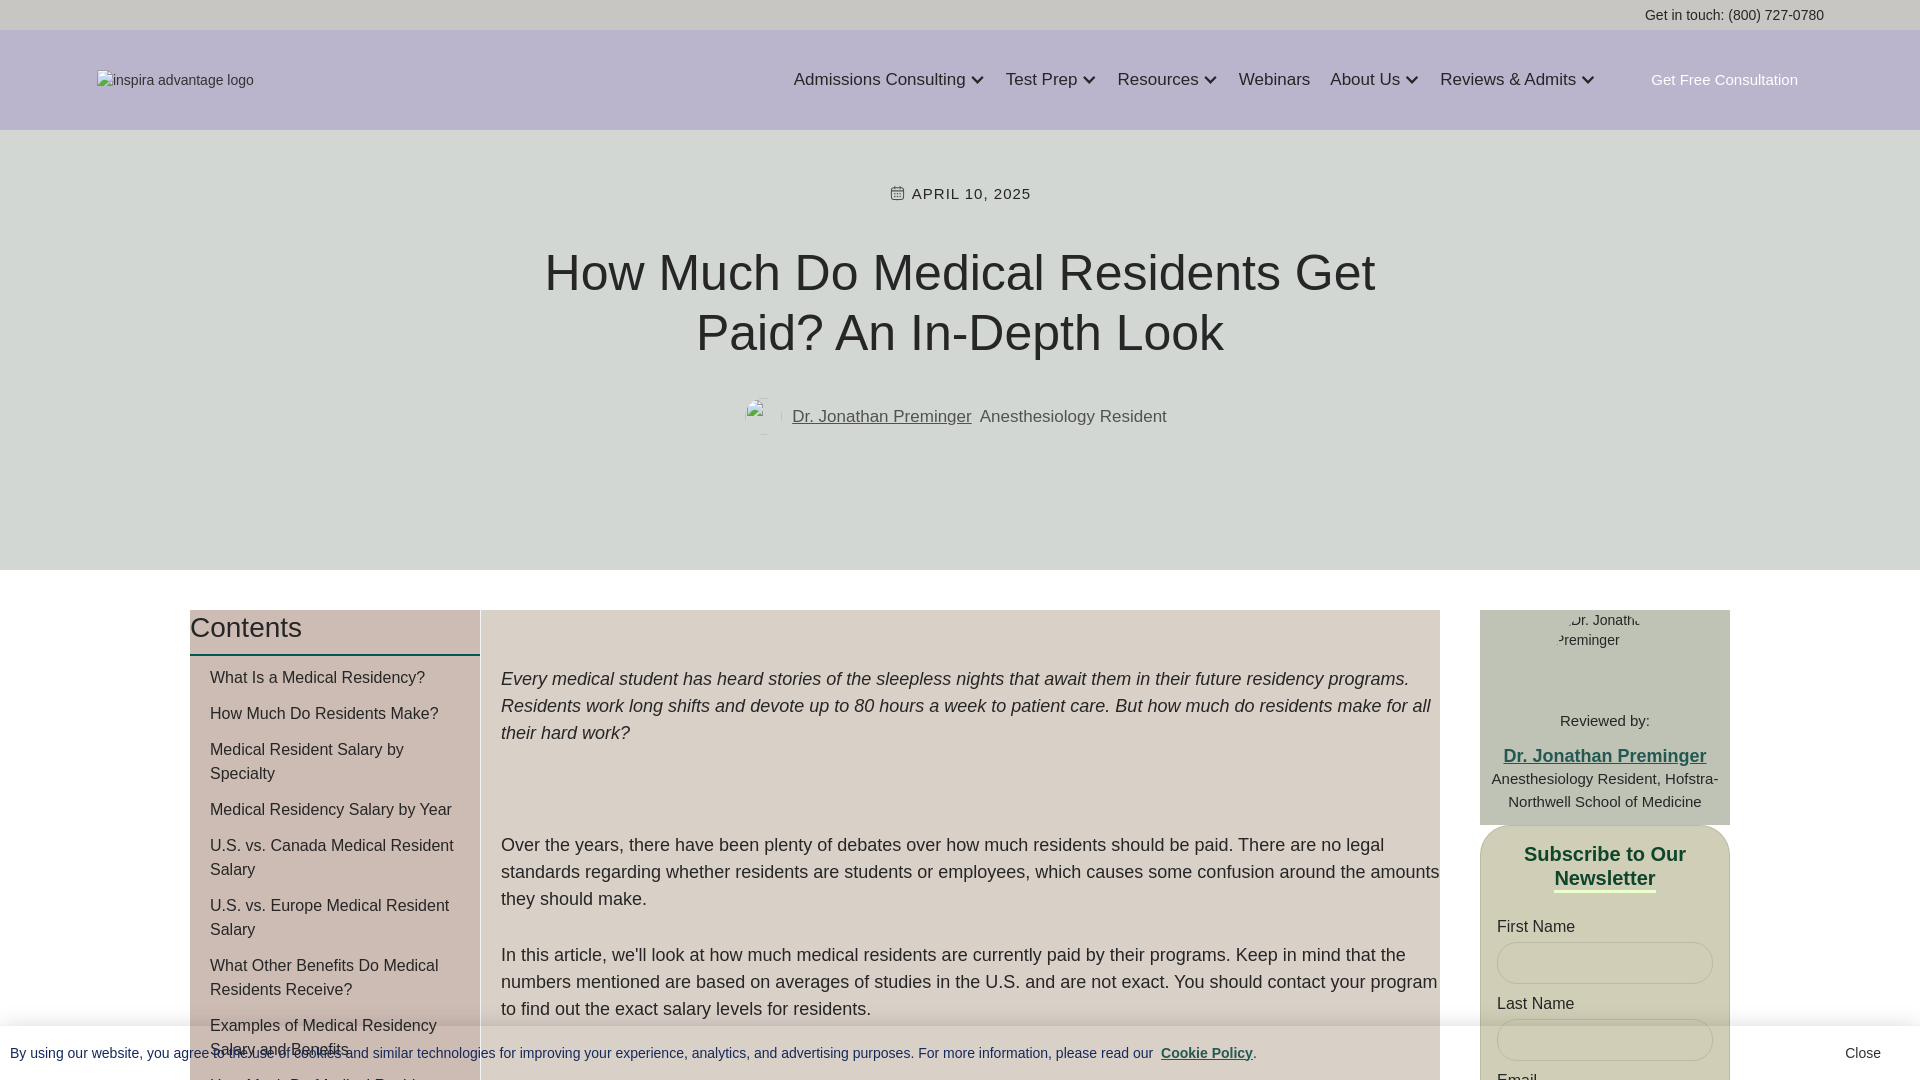 Get in touch: (800) 727-0780
inspira advantage logo
Admissions Consulting
Test Prep
Resources
Webinars
About Us
Reviews & Admits
Get Free Consultation
APRIL 10, 2025
How Much Do Medical Residents Get
Paid? An In-Depth Look
Dr. Jonathan Preminger Anesthesiology Resident
Contents
What Is a Medical Residency?
How Much Do Residents Make?
Medical Resident Salary by
Specialty
Medical Residency Salary by Year
U.S. vs. Canada Medical Resident
Salary
U.S. vs. Europe Medical Resident
Salary
What Other Benefits Do Medical
Residents Receive?
Examples of Medical Residency
Salary and Benefits
Every medical student has heard stories of the sleepless nights that await them in their future residency programs.
Residents work long shifts and devote up to 80 hours a week to patient care. But how much do residents make for all
their hard work?
Over the years, there have been plenty of debates over how much residents should be paid. There are no legal
standards regarding whether residents are students or employees, which causes some confusion around the amounts
they should make.
In this article, we'll look at how much medical residents are currently paid by their programs. Keep in mind that the
numbers mentioned are based on averages of studies in the U.S. and are not exact. You should contact your program
to find out the exact salary levels for residents.
Dr. Jonatha
Preminger
Reviewed by:
Dr. Jonathan Preminger
Anesthesiology Resident, Hofstra-
Northwell School of Medicine
Subscribe to Our
Newsletter
First Name
Last Name
Email
By using our website, you agree to the use of cookies and similar technologies for improving your experience, analytics, and advertising purposes. For more information, please read our Cookie Policy.
Close